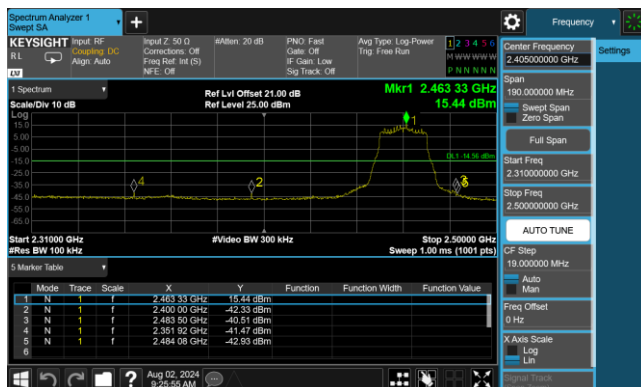 Spectrum Analyzer 1
Swept SA
+
Frequency
KEYSIGHT
RL
LXI
Input: RF
Coupling: DC
Align: Auto
Input Z: 50 Ω
Corrections: Off
Freq Ref: Int (S)
NFE: Off
#Atten: 20 dB
PNO: Fast
Gate: Off
IF Gain: Low
Sig Track: Off
Avg Type: Log-Power
Trig: Free Run
1 2 3 4 5 6
M W W W W W
P N N N N N
Center Frequency
2.405000000 GHz
Settings
Span
190.000000 MHz
Swept Span
Zero Span
Full Span
Start Freq
2.310000000 GHz
Stop Freq
2.500000000 GHz
AUTO TUNE
CF Step
19.000000 MHz
Auto
Man
Freq Offset
0 Hz
X Axis Scale
Log
Lin
Signal Track
1 Spectrum
Scale/Div 10 dB
Ref Lvl Offset 21.00 dB
Ref Level 25.00 dBm
Mkr1 2.463 33 GHz
15.44 dBm
Log
15.0
5.00
-5.00
-15.0
-25.0
-35.0
-45.0
-55.0
-65.0
1
DL1 -14.56 dBm
4
2
Start 2.31000 GHz
#Res BW 100 kHz
#Video BW 300 kHz
Stop 2.50000 GHz
Sweep 1.00 ms (1001 pts)
5 Marker Table
Mode Trace Scale X Y Function Function Width Function Value
1 N 1 f 2.463 33 GHz 15.44 dBm
2 N 1 f 2.400 00 GHz -42.33 dBm
3 N 1 f 2.483 50 GHz -40.51 dBm
4 N 1 f 2.351 92 GHz -41.47 dBm
5 N 1 f 2.484 08 GHz -42.93 dBm
6
?
Aug 02, 2024
9:25:55 AM